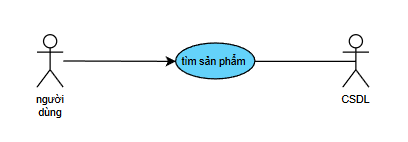 tìm sản phẩm
người
dùng
CSDL